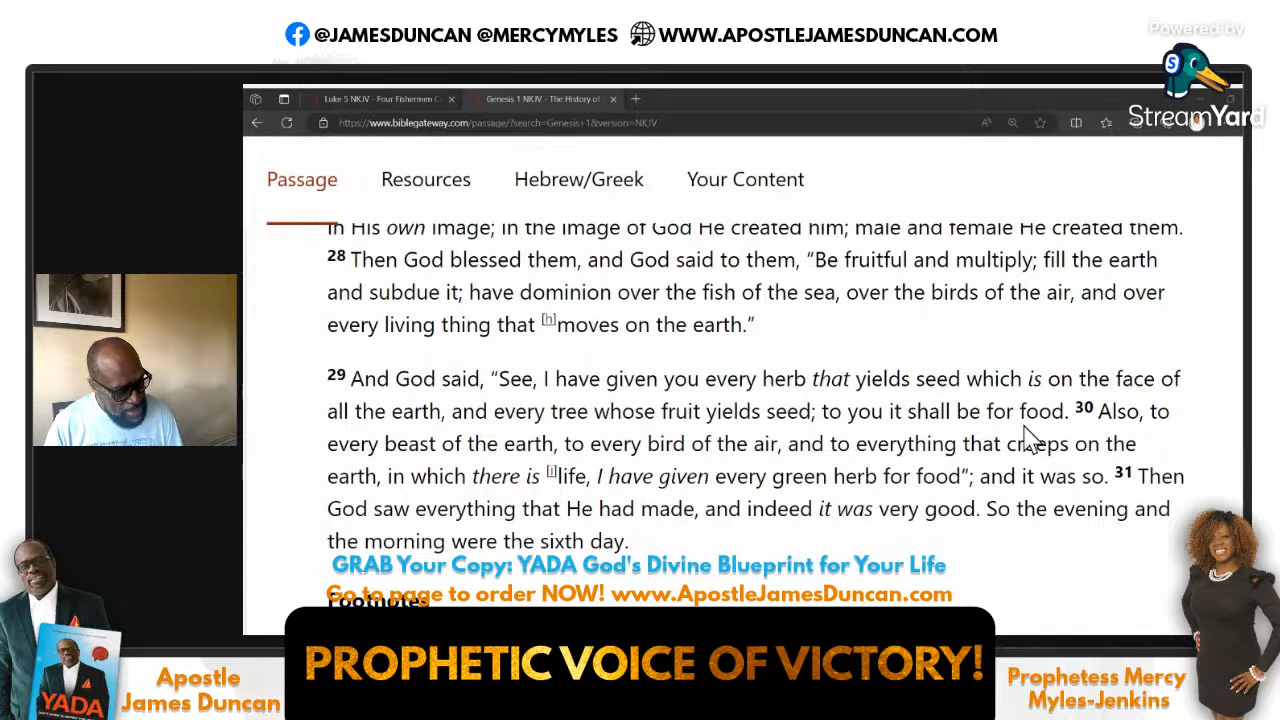 @JAMESDUNCAN @MERCYMYLES WWW.APOSTLEJAMESDUNCAN.COM
Powered by
StreamYard
Luke 5 NKJV - Four Fishermen C
Genesis 1 NKJV - The History of
https://www.biblegateway.com/passage/?search=Genesis+1&version=NKJV
Passage Resources Hebrew/Greek Your Content
in His own image; in the image of God He created him; male and female He created them.
28 Then God blessed them, and God said to them, “Be fruitful and multiply; fill the earth
and subdue it; have dominion over the fish of the sea, over the birds of the air, and over
every living thing that [h]moves on the earth.”
29 And God said, “See, I have given you every herb that yields seed which is on the face of
all the earth, and every tree whose fruit yields seed; to you it shall be for food. 30 Also, to
every beast of the earth, to every bird of the air, and to everything that creeps on the
earth, in which there is [i]life, I have given every green herb for food”; and it was so. 31 Then
God saw everything that He had made, and indeed it was very good. So the evening and
the morning were the sixth day.
GRAB Your Copy: YADA God's Divine Blueprint for Your Life
Go to page to order NOW! www.ApostleJamesDuncan.com
Footnotes
PROPHETIC VOICE OF VICTORY!
Apostle
James Duncan
YADA
Prophetess Mercy
Myles-Jenkins